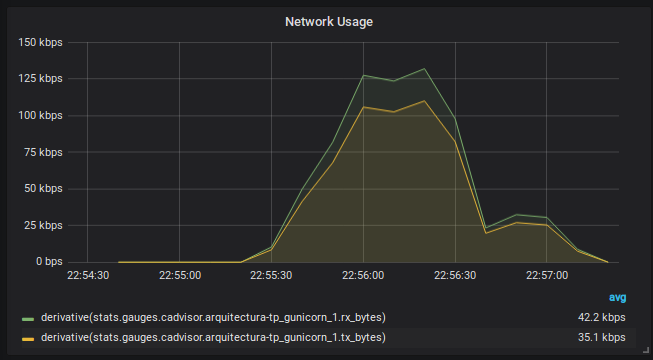 Network Usage
150 kbps
125 kbps
100 kbps
75 kbps
50 kbps
25 kbps
0 bps
22:54:30 22:55:00 22:55:30 22:56:00 22:56:30 22:57:00
avg
derivative(stats.gauges.cadvisor.arquitectura-tp_gunicorn_1.rx_bytes) 42.2 kbps
derivative(stats.gauges.cadvisor.arquitectura-tp_gunicorn_1.tx_bytes) 35.1 kbps